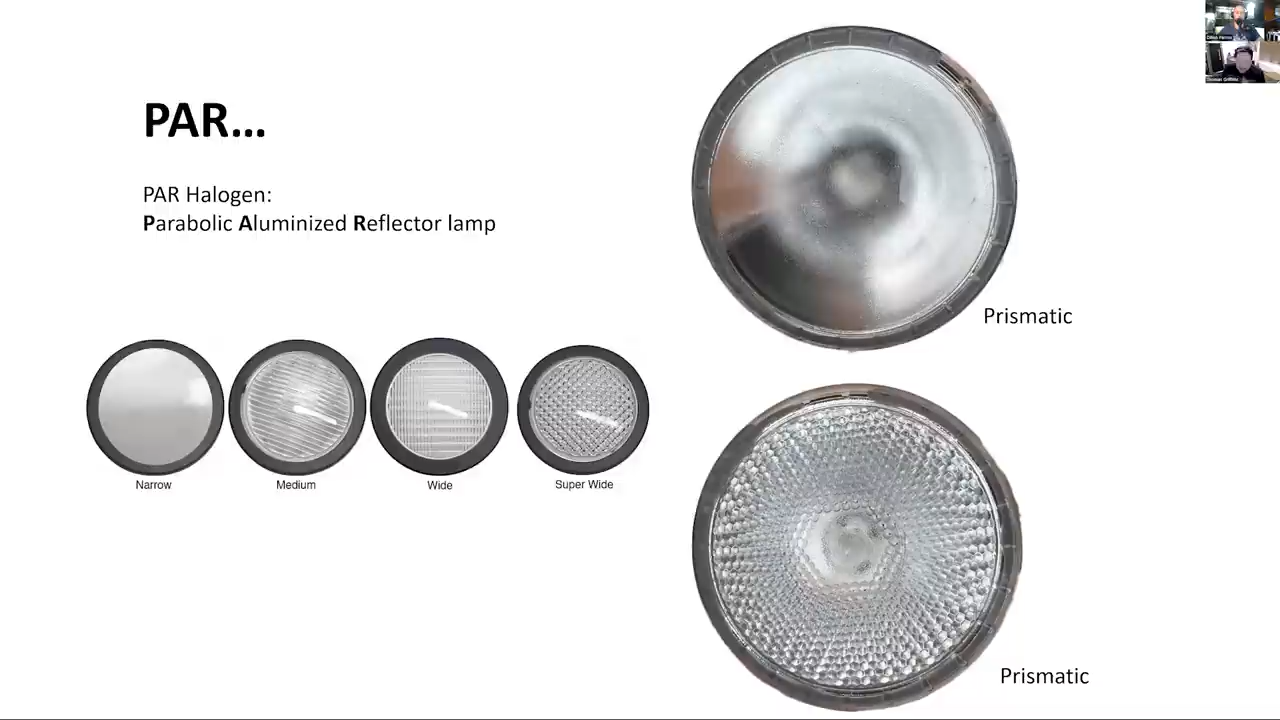 PAR...
PAR Halogen:
Parabolic Aluminized Reflector lamp
Prismatic
Narrow
Medium
Wide
Super Wide
Prismatic